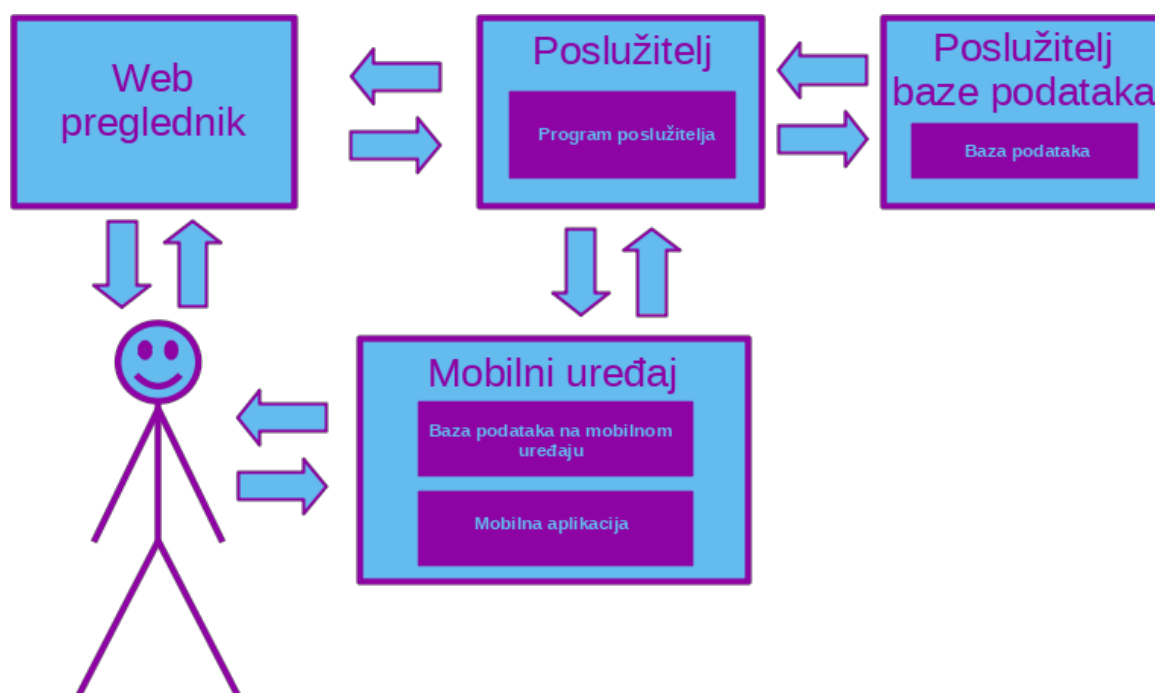 Web
preglednik
Poslužitelj
Program poslužitelja
Poslužitelj
baze podataka
Baza podataka
Mobilni uređaj
Baza podataka na mobilnom
uređaju
Mobilna aplikacija